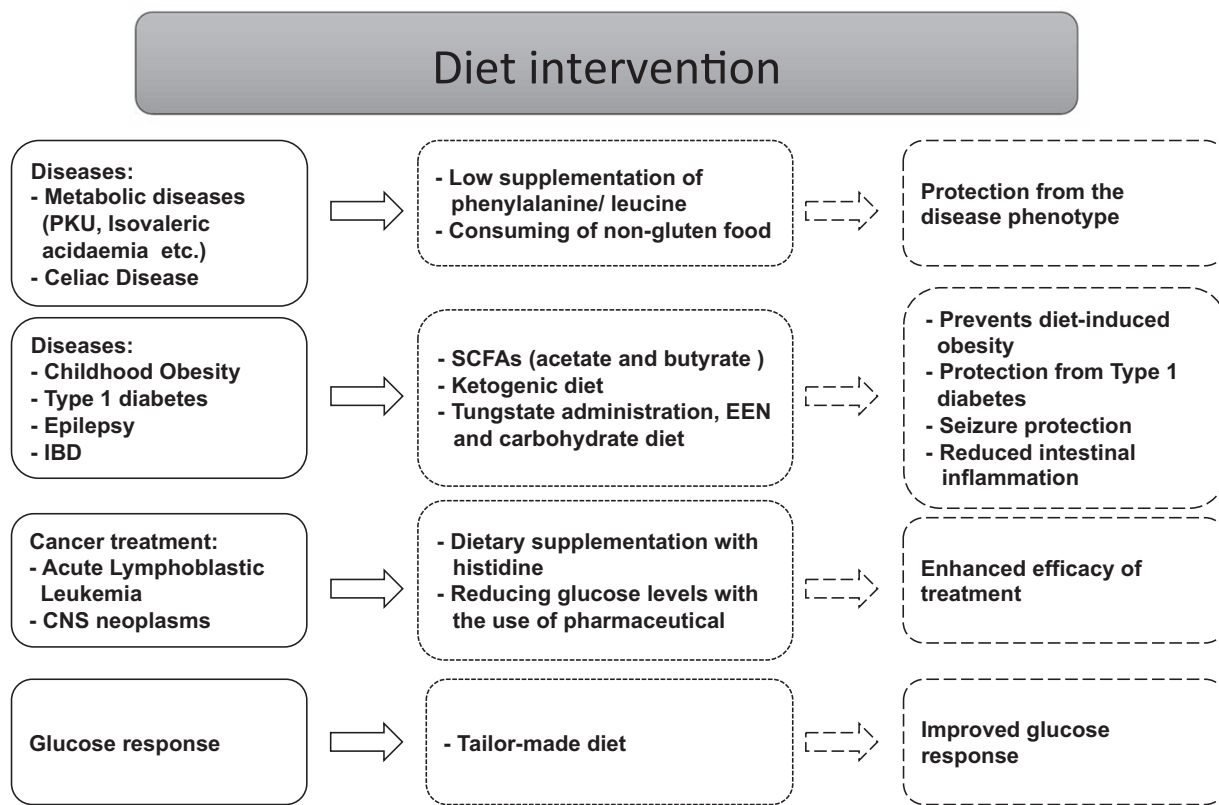 Diet intervention
Diseases:
- Metabolic diseases
(PKU, Isovaleric
acidaemia etc.)
- Celiac Disease
- Low supplementation of
phenylalanine/ leucine
- Consuming of non-gluten food
Protection from the
disease phenotype
Diseases:
- Childhood Obesity
- Type 1 diabetes
- Epilepsy
- IBD
- SCFAs (acetate and butyrate )
- Ketogenic diet
- Tungstate administration, EEN
and carbohydrate diet
- Prevents diet-induced
obesity
- Protection from Type 1
diabetes
- Seizure protection
- Reduced intestinal
inflammation
Cancer treatment:
- Acute Lymphoblastic
Leukemia
- CNS neoplasms
- Dietary supplementation with
histidine
- Reducing glucose levels with
the use of pharmaceutical
Enhanced efficacy of
treatment
Glucose response
- Tailor-made diet
Improved glucose
response